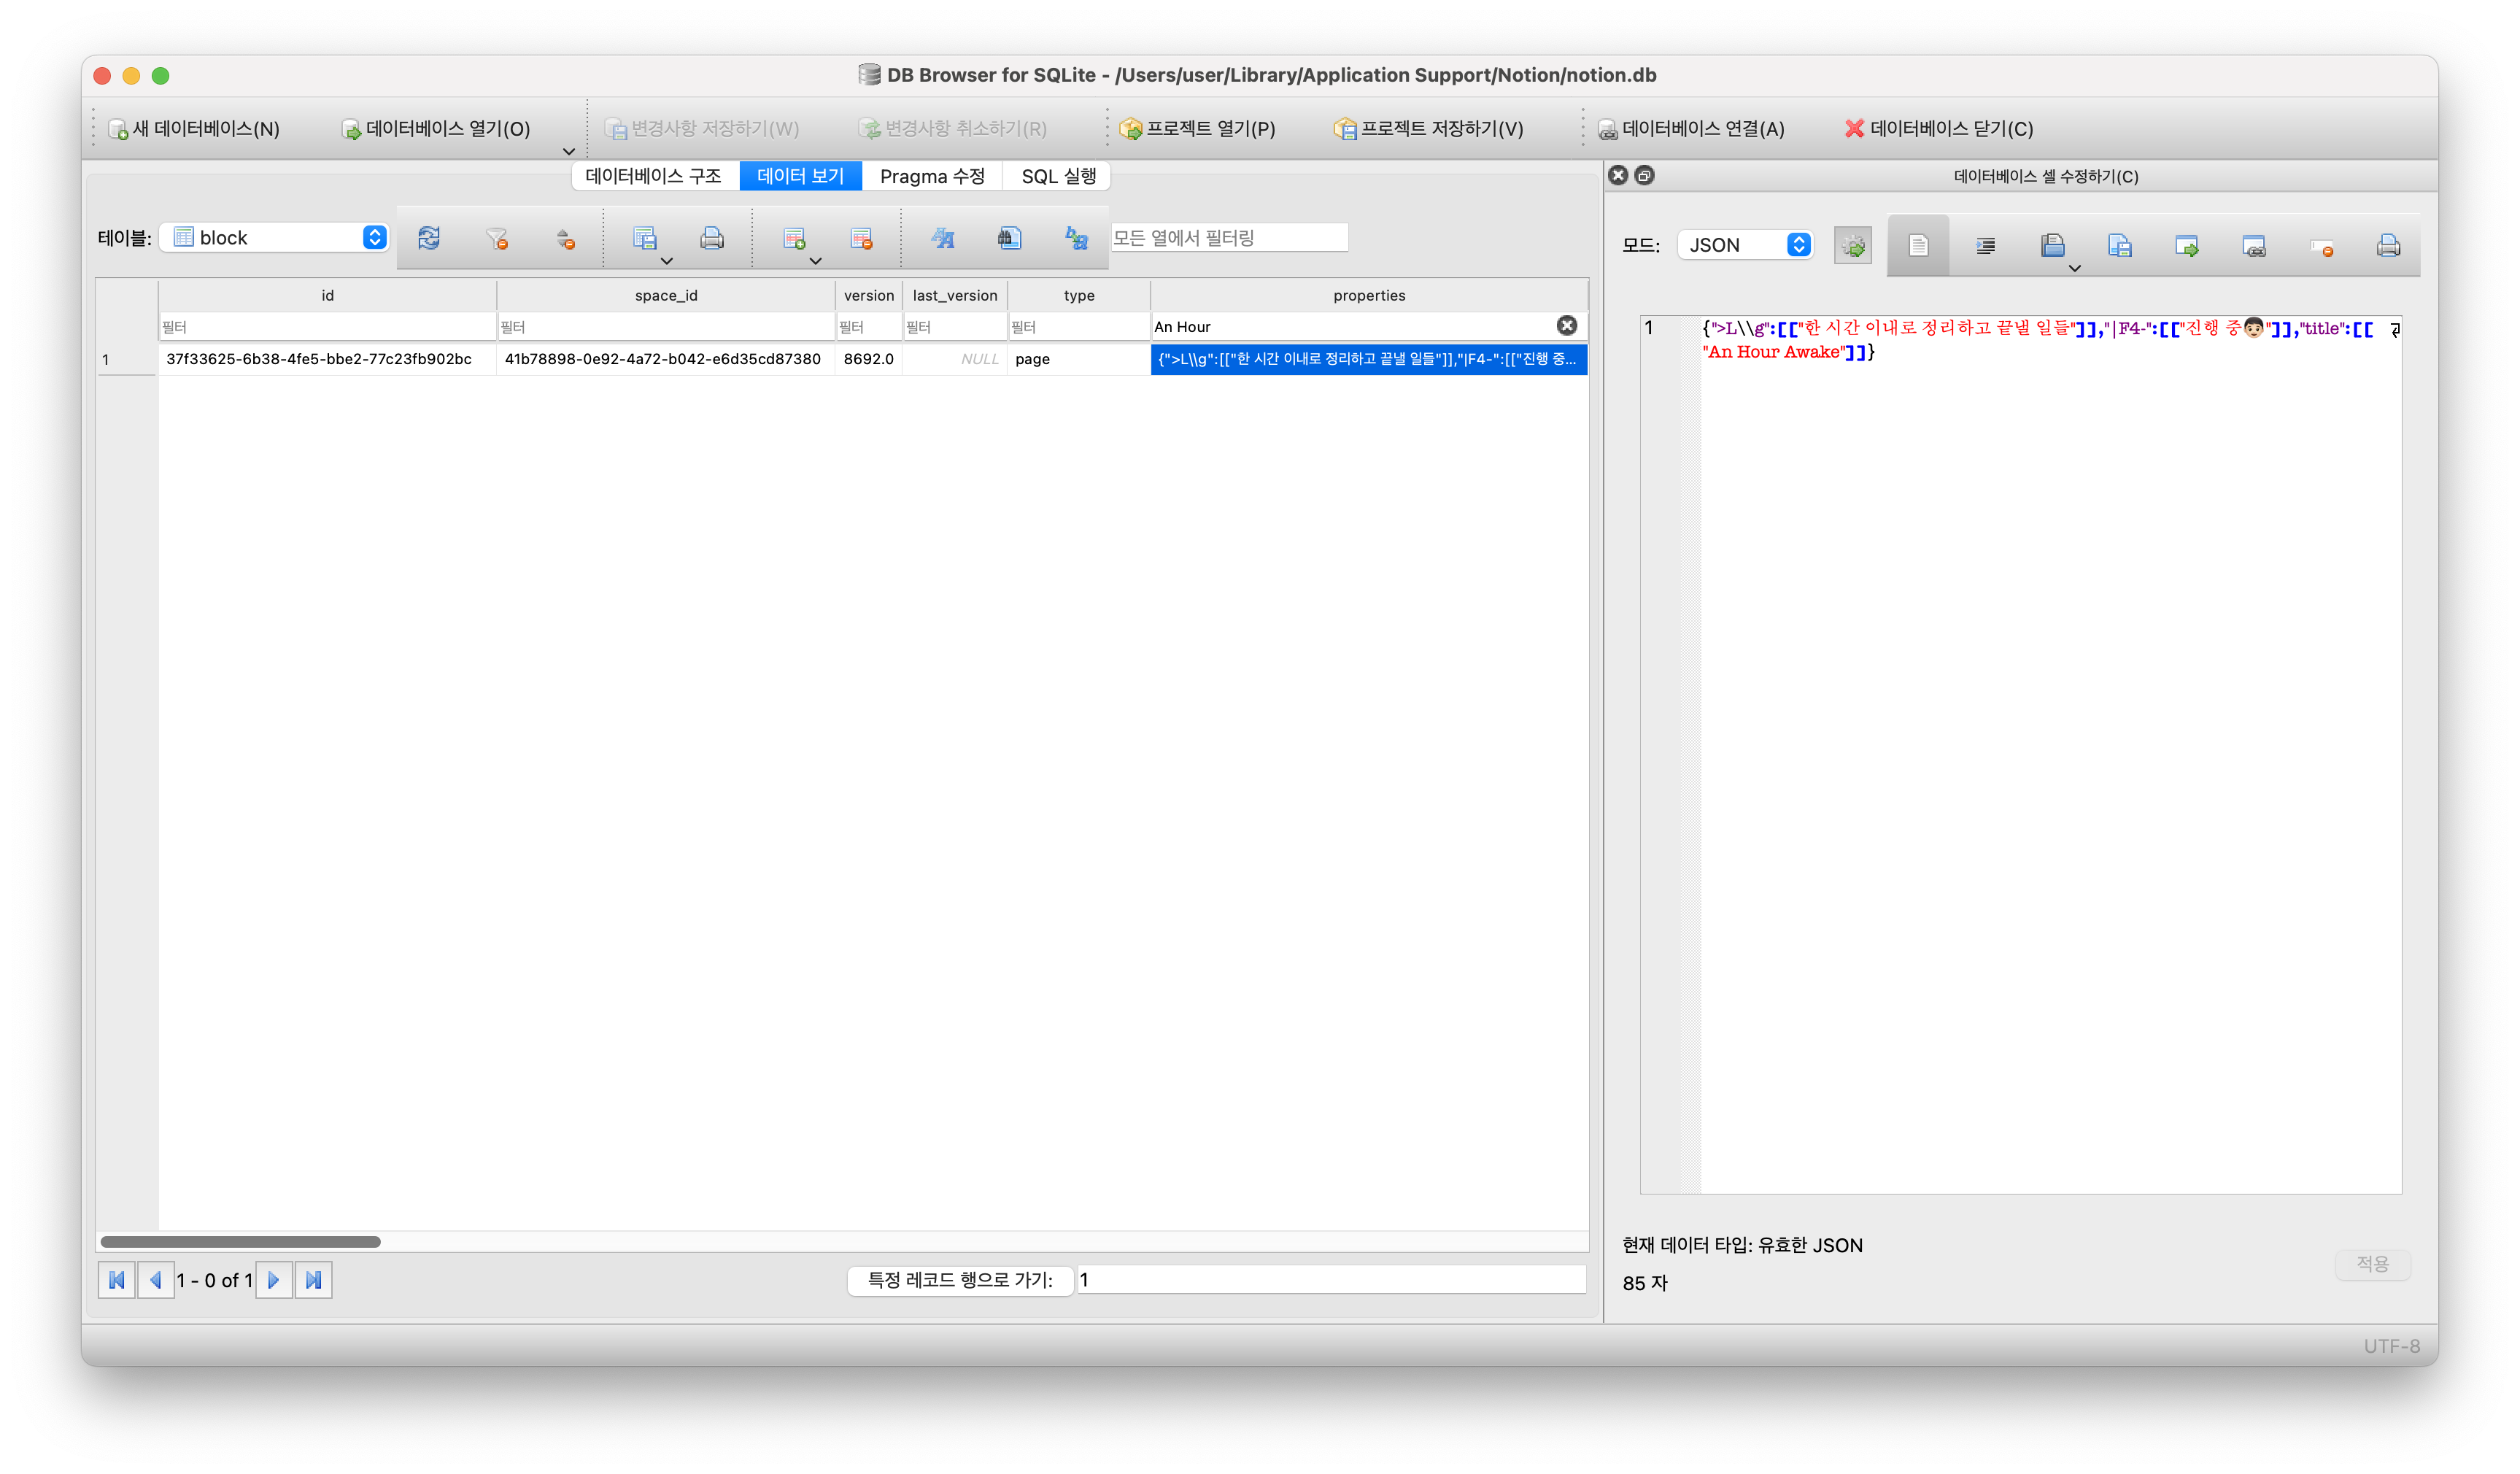 DB Browser for SQLite - /Users/user/Library/Application Support/Notion/notion.db
새 데이터베이스(N) 데이터베이스 열기(O) 변경사항 저장하기(W) 변경사항 취소하기(R) 프로젝트 열기(P) 프로젝트 저장하기(V) 데이터베이스 연결(A) 데이터베이스 닫기(C)
데이터베이스 구조 데이터 보기 Pragma 수정 SQL 실행
테이블: block 모든 열에서 필터링
id space_id version last_version type properties
필터 필터 필터 필터 필터 An Hour
1 37f33625-6b38-4fe5-bbe2-77c23fb902bc 41b78898-0e92-4a72-b042-e6d35cd87380 8692.0 NULL page {">L\\g":[["한 시간 이내로 정리하고 끝낼 일들"]],"|F4-":[["진행 중...
1 - 0 of 1 특정 레코드 행으로 가기: 1
데이터베이스 셀 수정하기(C)
모드: JSON
1 {">L\\g":[["한 시간 이내로 정리하고 끝낼 일들"]],"|F4-":[["진행 중👦🏻"]],"title":[[
"An Hour Awake"]]}
현재 데이터 타입: 유효한 JSON
85 자
적용
UTF-8